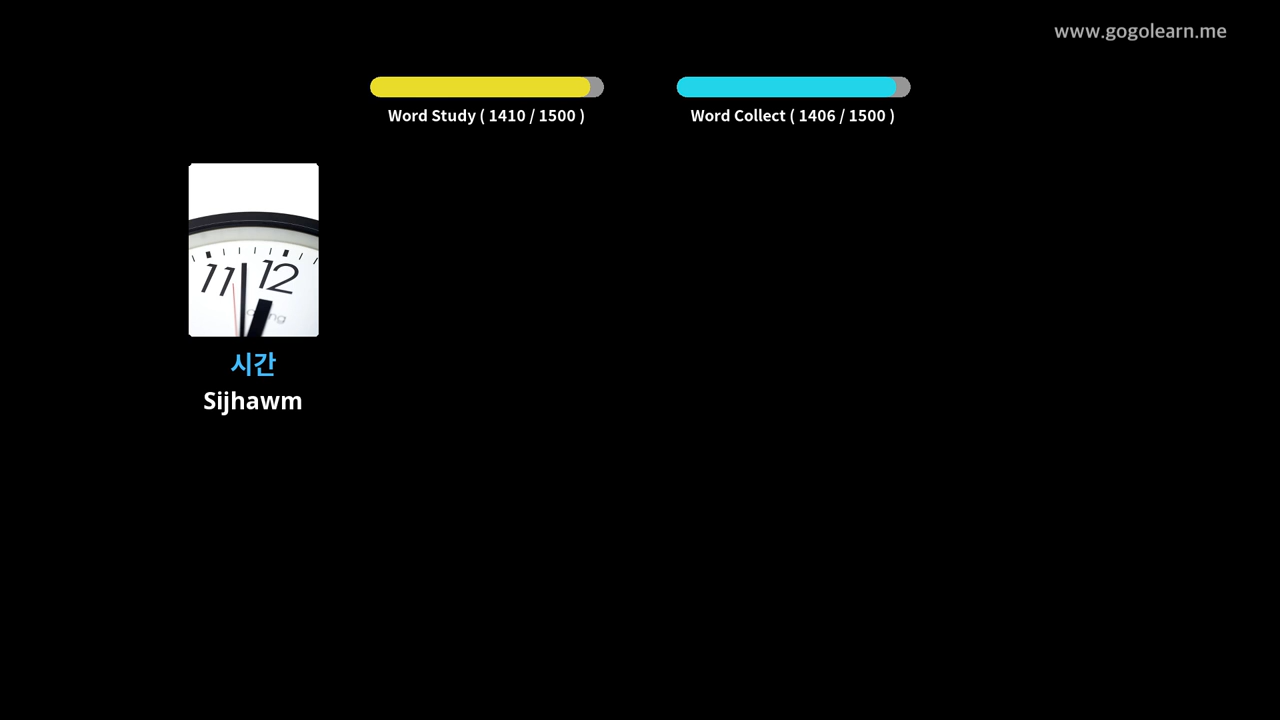 www.gogolearn.me
Word Study ( 1410 / 1500 )
Word Collect ( 1406 / 1500 )
11 12
시간
Sijhawm